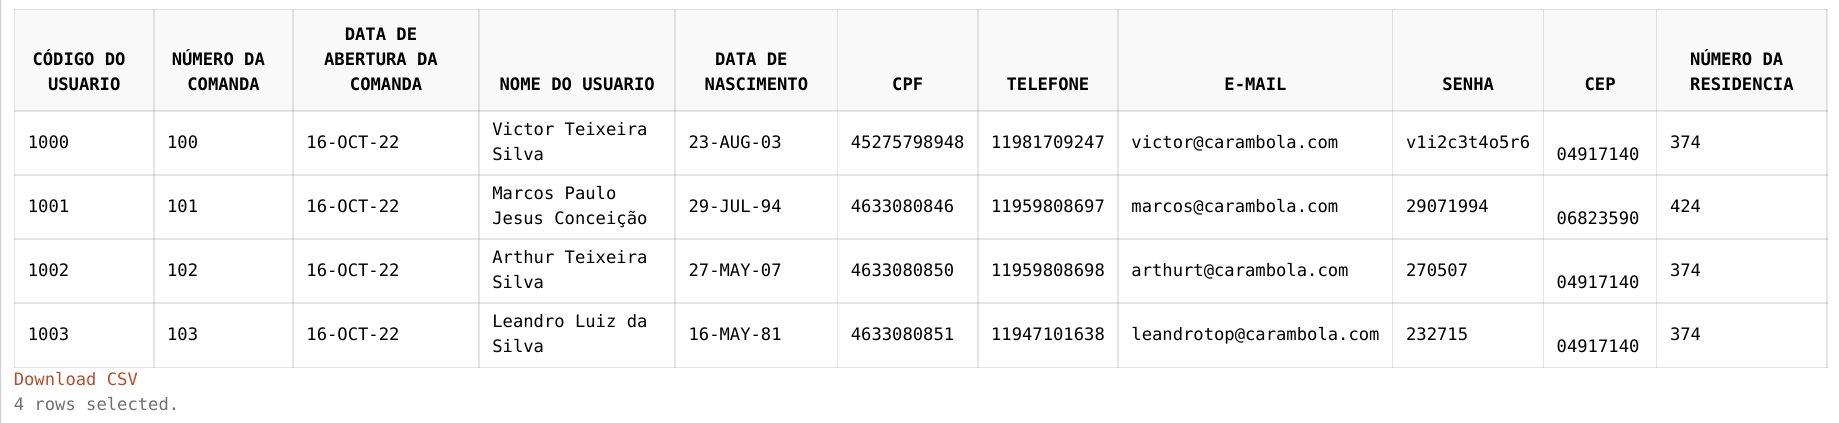 CÓDIGO DO USUARIO NÚMERO DA COMANDA DATA DE ABERTURA DA COMANDA NOME DO USUARIO DATA DE NASCIMENTO CPF TELEFONE E-MAIL SENHA CEP NÚMERO DA RESIDENCIA
1000 100 16-OCT-22 Victor Teixeira Silva 23-AUG-03 45275798948 11981709247 victor@carambola.com v1i2c3t4o5r6 04917140 374
1001 101 16-OCT-22 Marcos Paulo Jesus Conceição 29-JUL-94 4633080846 11959808697 marcos@carambola.com 29071994 06823590 424
1002 102 16-OCT-22 Arthur Teixeira Silva 27-MAY-07 4633080850 11959808698 arthurt@carambola.com 270507 04917140 374
1003 103 16-OCT-22 Leandro Luiz da Silva 16-MAY-81 4633080851 11947101638 leandrotop@carambola.com 232715 04917140 374
Download CSV
4 rows selected.